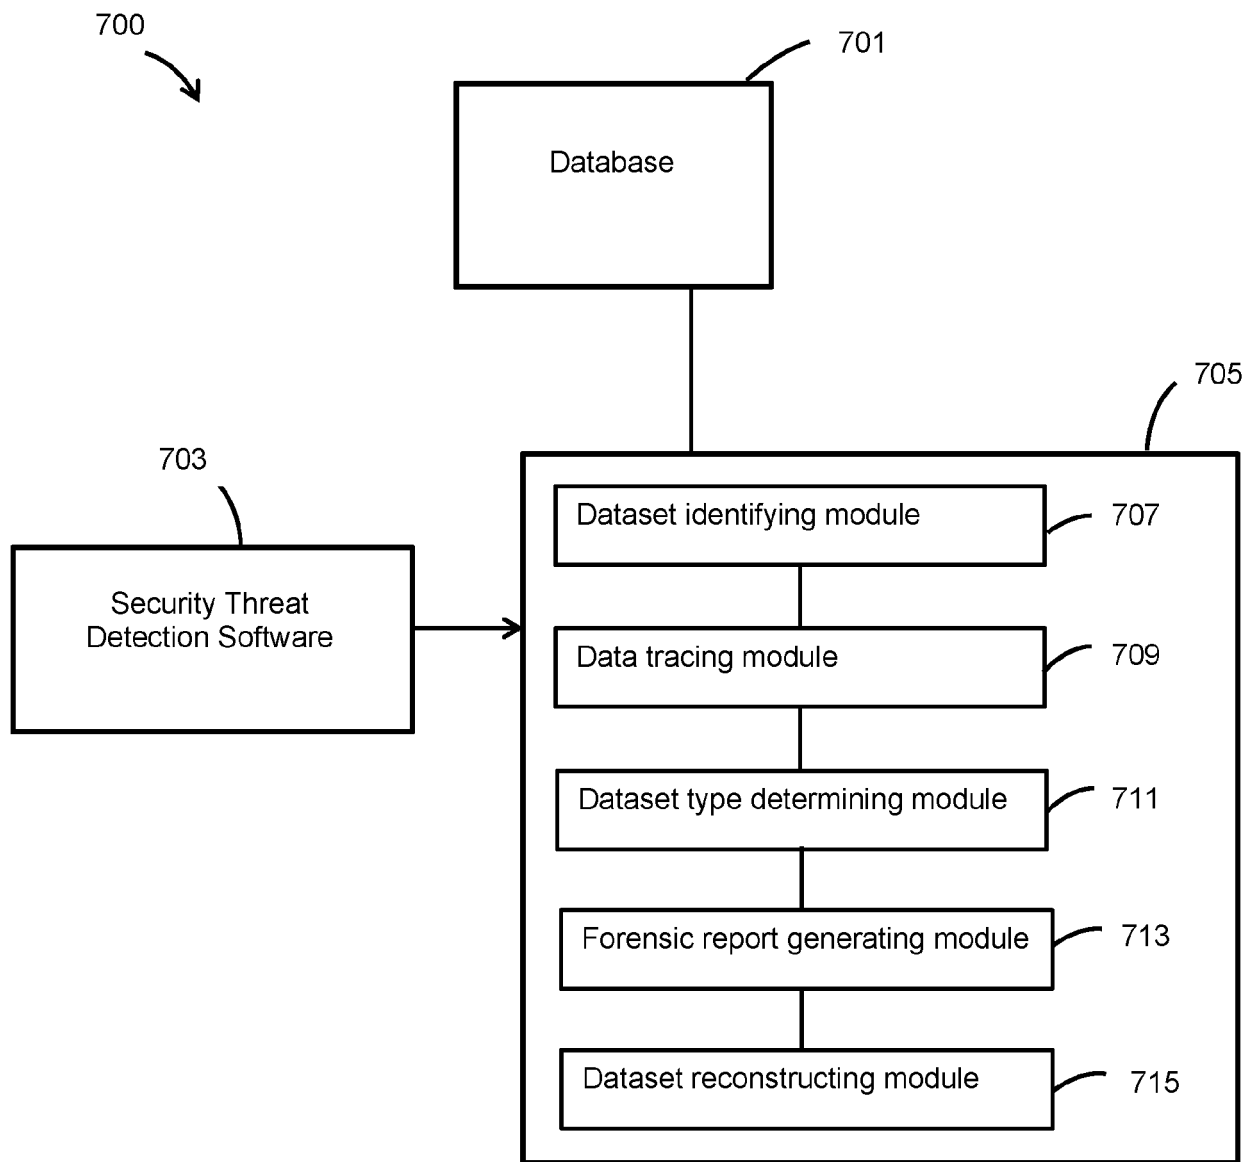 700
701
Database
705
703
Dataset identifying module
707
Security Threat
Detection Software
Data tracing module
709
Dataset type determining module
711
Forensic report generating module
713
Dataset reconstructing module
715